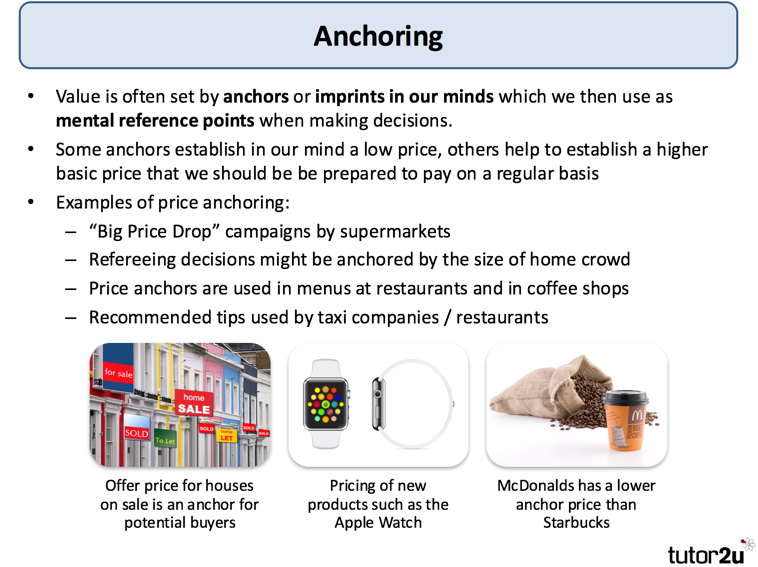 Anchoring
• Value is often set by anchors or imprints in our minds which we then use as
mental reference points when making decisions.
• Some anchors establish in our mind a low price, others help to establish a higher
basic price that we should be be prepared to pay on a regular basis
• Examples of price anchoring:
– “Big Price Drop” campaigns by supermarkets
– Refereeing decisions might be anchored by the size of home crowd
– Price anchors are used in menus at restaurants and in coffee shops
– Recommended tips used by taxi companies / restaurants
for sale
home
SALE
SOLD
To Let
SOLD
LET
SOLD
SOLD
Offer price for houses
on sale is an anchor for
potential buyers
Pricing of new
products such as the
Apple Watch
McDonalds has a lower
anchor price than
Starbucks
tutor2u